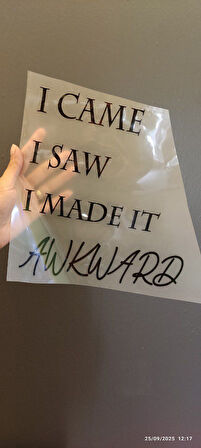 I CAME
I SAW
I MADE IT
AWKWARD
25/09/2025 12:17